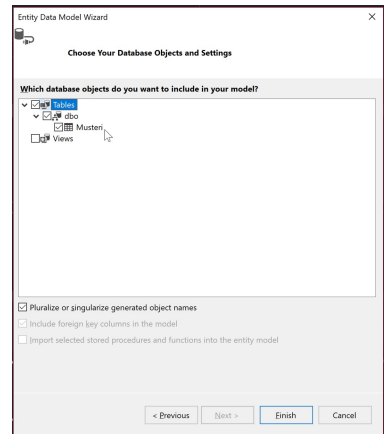 Entity Data Model Wizard
Choose Your Database Objects and Settings
Which database objects do you want to include in your model?
Tables
dbo
Musteri
Views
Pluralize or singularize generated object names
Include foreign key columns in the model
Import selected stored procedures and functions into the entity model
< Previous Next > Finish Cancel